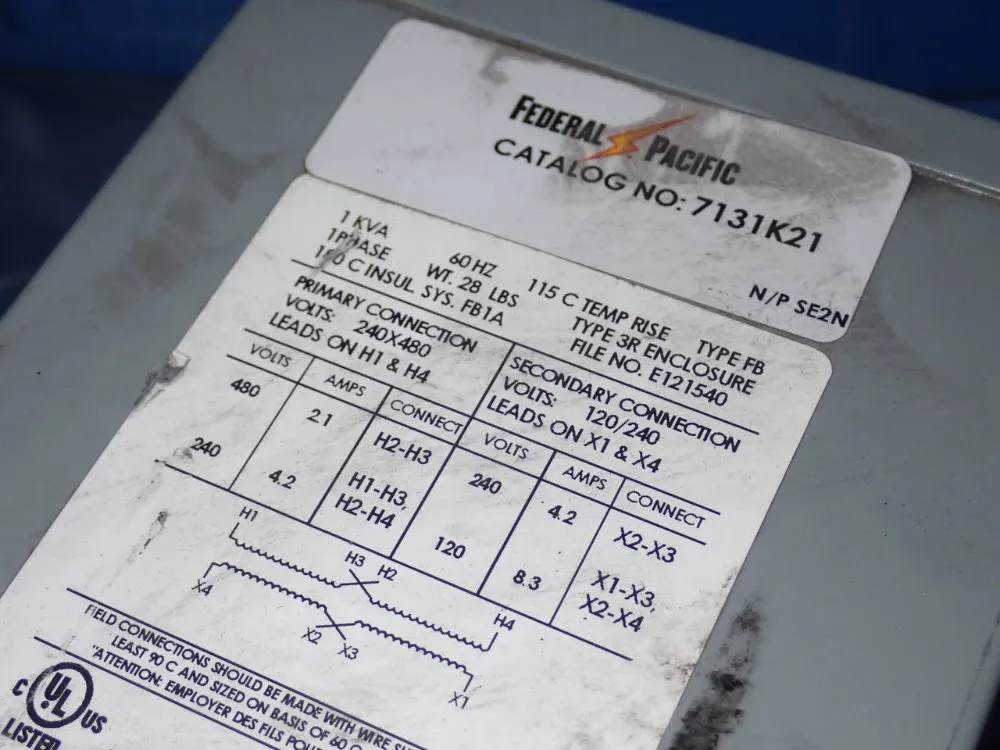 FEDERAL PACIFIC
CATALOG NO: 7131K21
N/P SE2N
1 KVA 60 HZ 115 C TEMP RISE TYPE FB
1PHASE WT. 28 LBS TYPE 3R ENCLOSURE
C INSUL. SYS, FB1A FILE NO. E121540
PRIMARY CONNECTION
VOLTS: 240X480
LEADS ON H1 & H4
VOLTS AMPS CONNECT
480 2.1 H2-H3
240 4.2 H1-H3,
H2-H4
SECONDARY CONNECTION
VOLTS: 120/240
LEADS ON X1 & X4
VOLTS AMPS CONNECT
240 4.2 X2-X3
120 8.3 X1-X3,
X2-X4
H1 H3 H2 H4
X4 X2 X3 X1
FIELD CONNECTIONS SHOULD BE MADE WITH WIRE
LEAST 90 C AND SIZED ON BASIS OF 60
"ATTENTION: EMPLOYER DES FILS
C UL US
LISTED